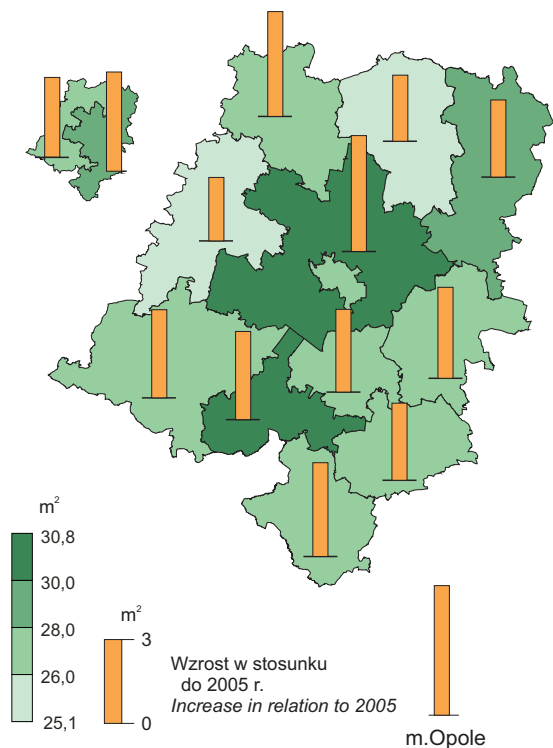 m²
30,8
30,0
28,0
26,0
25,1
m²
3
0
Wzrost w stosunku
do 2005 r.
Increase in relation to 2005
m.Opole